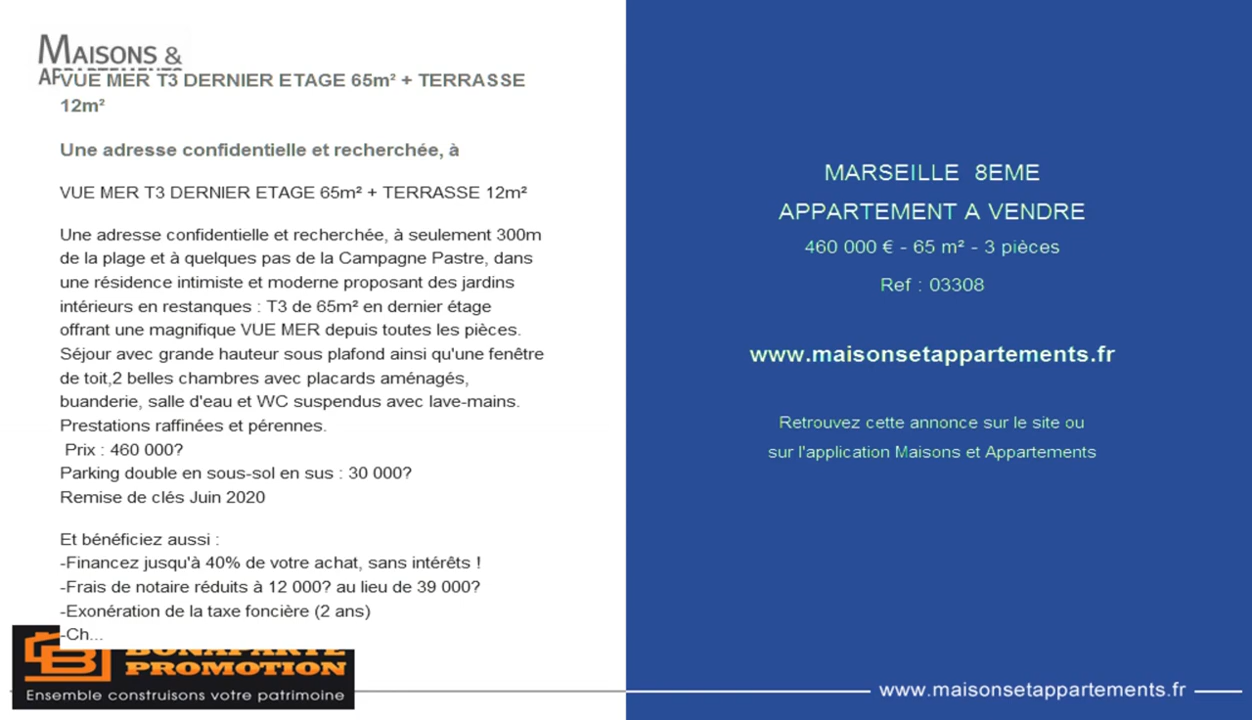 MAISONS &
VUE MER T3 DERNIER ETAGE 65m² + TERRASSE
12m²
Une adresse confidentielle et recherchée, à
VUE MER T3 DERNIER ETAGE 65m² + TERRASSE 12m²
Une adresse confidentielle et recherchée, à seulement 300m
de la plage et à quelques pas de la Campagne Pastre, dans
une résidence intimiste et moderne proposant des jardins
intérieurs en restanques : T3 de 65m² en dernier étage
offrant une magnifique VUE MER depuis toutes les pièces.
Séjour avec grande hauteur sous plafond ainsi qu'une fenêtre
de toit,2 belles chambres avec placards aménagés,
buanderie, salle d'eau et WC suspendus avec lave-mains.
Prestations raffinées et pérennes.
Prix : 460 000?
Parking double en sous-sol en sus : 30 000?
Remise de clés Juin 2020
Et bénéficiez aussi :
-Financez jusqu'à 40% de votre achat, sans intérêts !
-Frais de notaire réduits à 12 000? au lieu de 39 000?
-Exonération de la taxe foncière (2 ans)
-Ch...
BONAPARTE
PROMOTION
Ensemble construisons votre patrimoine
MARSEILLE 8EME
APPARTEMENT A VENDRE
460 000 € - 65 m² - 3 pièces
Ref : 03308
www.maisonsetappartements.fr
Retrouvez cette annonce sur le site ou
sur l'application Maisons et Appartements
www.maisonsetappartements.fr